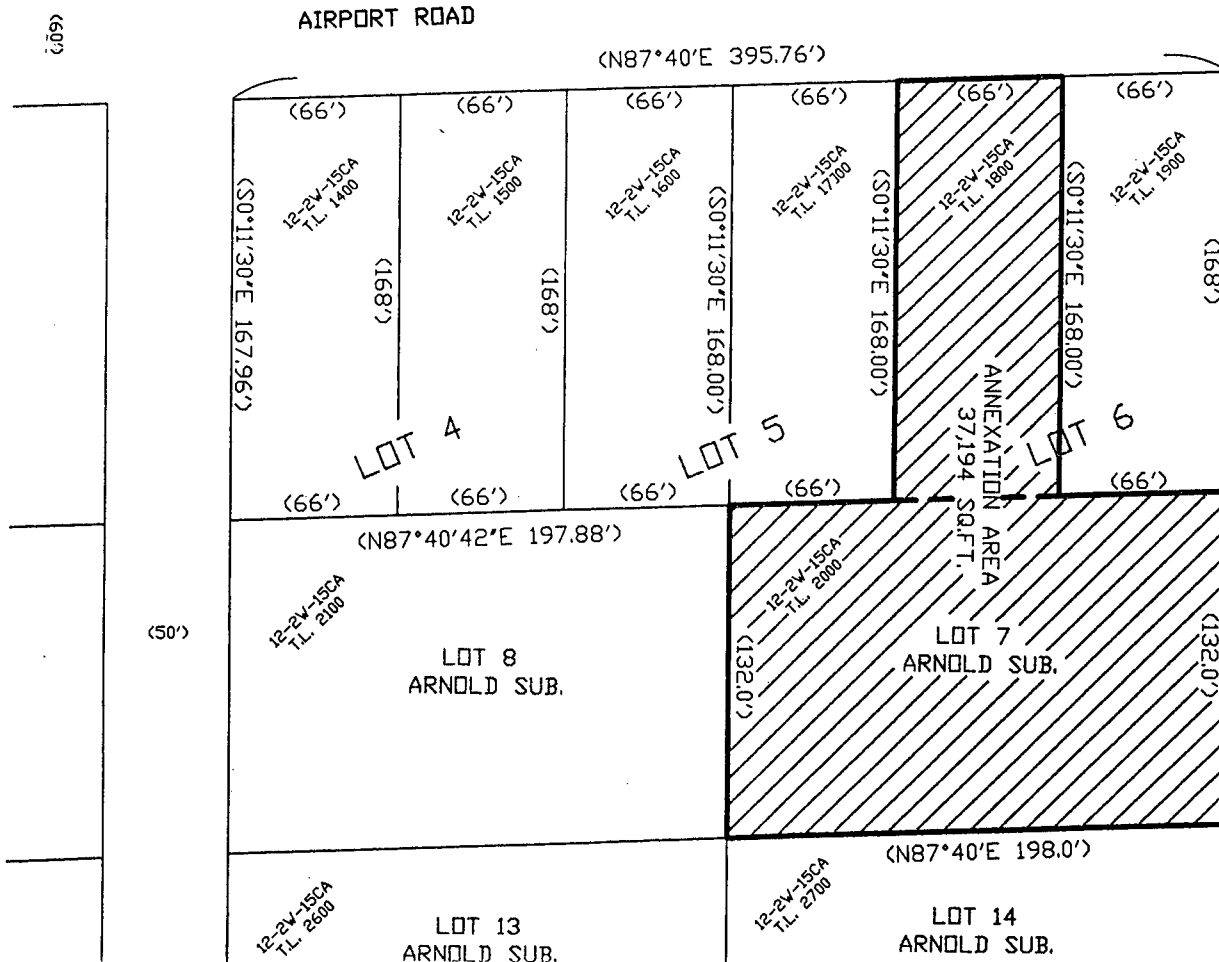 (60')
AIRPORT ROAD
(N87°40'E 395.76')
(66')
(66')
(66')
(66')
(66')
(66')
12-2W-15CA
T.L. 1400
12-2W-15CA
T.L. 1500
12-2W-15CA
T.L. 1600
12-2W-15CA
T.L. 17300
12-2W-15CA
T.L. 1800
12-2W-15CA
T.L. 1900
(S0°11'30"E 167.96')
(168')
(168')
(S0°11'30"E 168.00')
(S0°11'30"E 168.00')
(S0°11'30"E 168.00')
(168')
LOT 4
LOT 5
LOT 6
ANNEXATION AREA
37,194 SQ.FT.
(66')
(66')
(66')
(66')
(66')
(N87°40'42"E 197.88')
12-2W-15CA
T.L. 2100
12-2W-15CA
T.L. 2000
(50')
LOT 8
ARNOLD SUB.
(132.0')
LOT 7
ARNOLD SUB.
(132.0')
(N87°40'E 198.0')
12-2W-15CA
T.L. 2600
12-2W-15CA
T.L. 2700
LOT 13
ARNOLD SUB.
LOT 14
ARNOLD SUB.